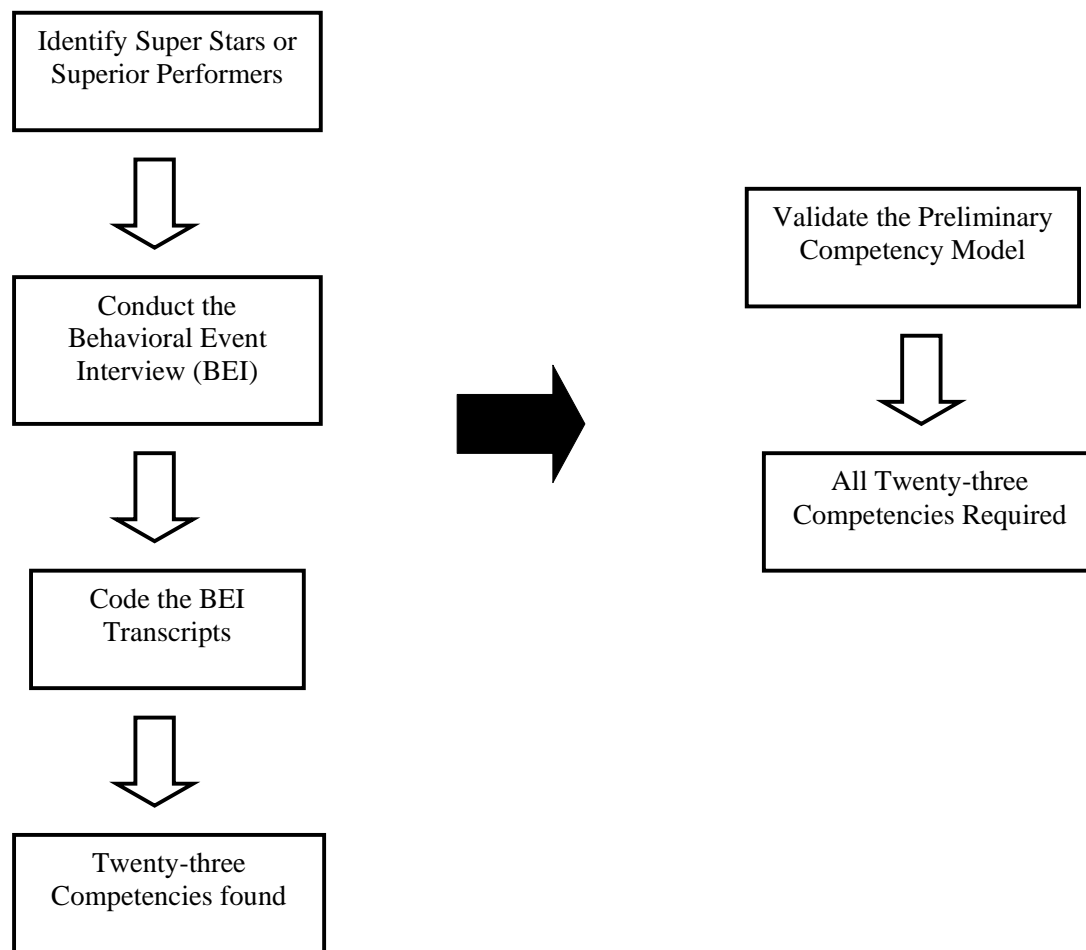 Identify Super Stars or
Superior Performers
Conduct the
Behavioral Event
Interview (BEI)
Code the BEI
Transcripts
Twenty-three
Competencies found
Validate the Preliminary
Competency Model
All Twenty-three
Competencies Required